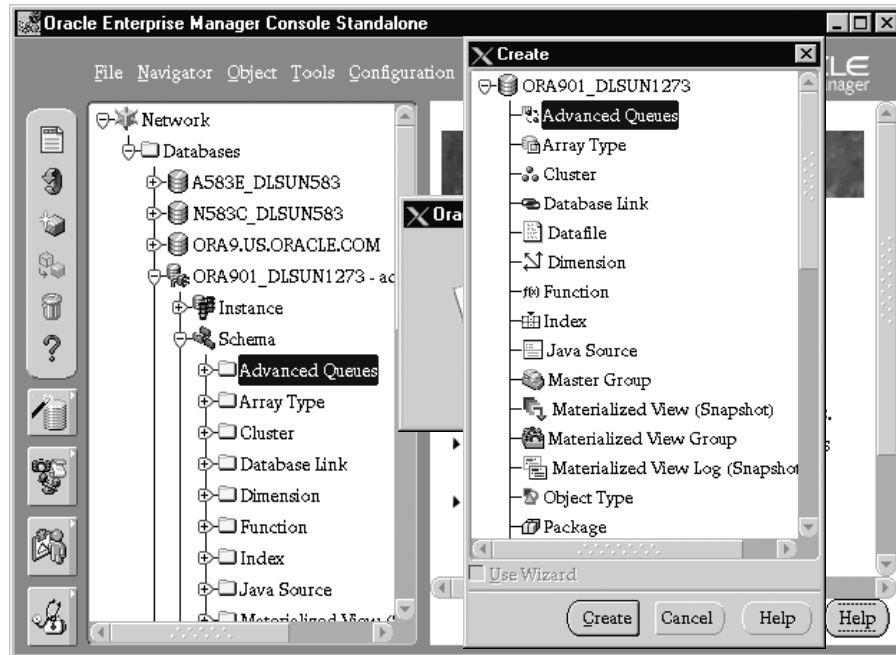 Oracle Enterprise Manager Console Standalone
File Navigator Object Tools Configuration
Network
Databases
A583E_DLSUN583
N583C_DLSUN583
ORA9.US.ORACLE.COM
ORA901_DLSUN1273 - ac
Instance
Schema
Advanced Queues
Array Type
Cluster
Database Link
Dimension
Function
Index
Java Source
Ora
Create
ORA901_DLSUN1273
Advanced Queues
Array Type
Cluster
Database Link
Datafile
Dimension
f(x) Function
Index
Java Source
Master Group
Materialized View (Snapshot)
Materialized View Group
Materialized View Log (Snapshot
Object Type
Package
Use Wizard
Create Cancel Help
Help